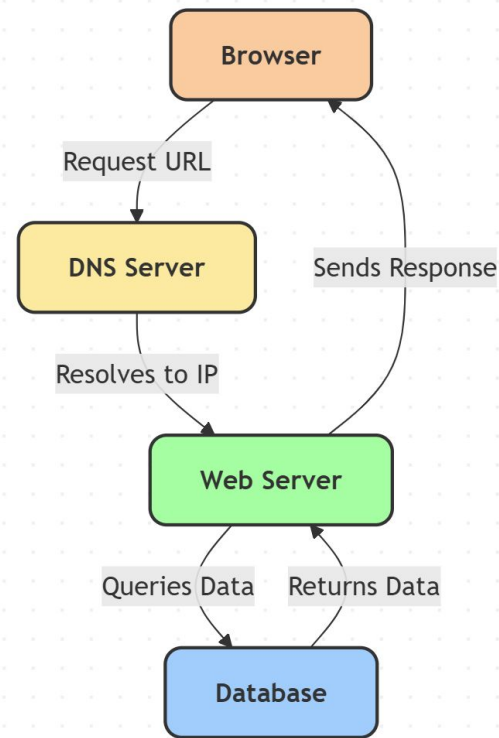 Browser
Request URL
DNS Server
Sends Response
Resolves to IP
Web Server
Queries Data
Returns Data
Database